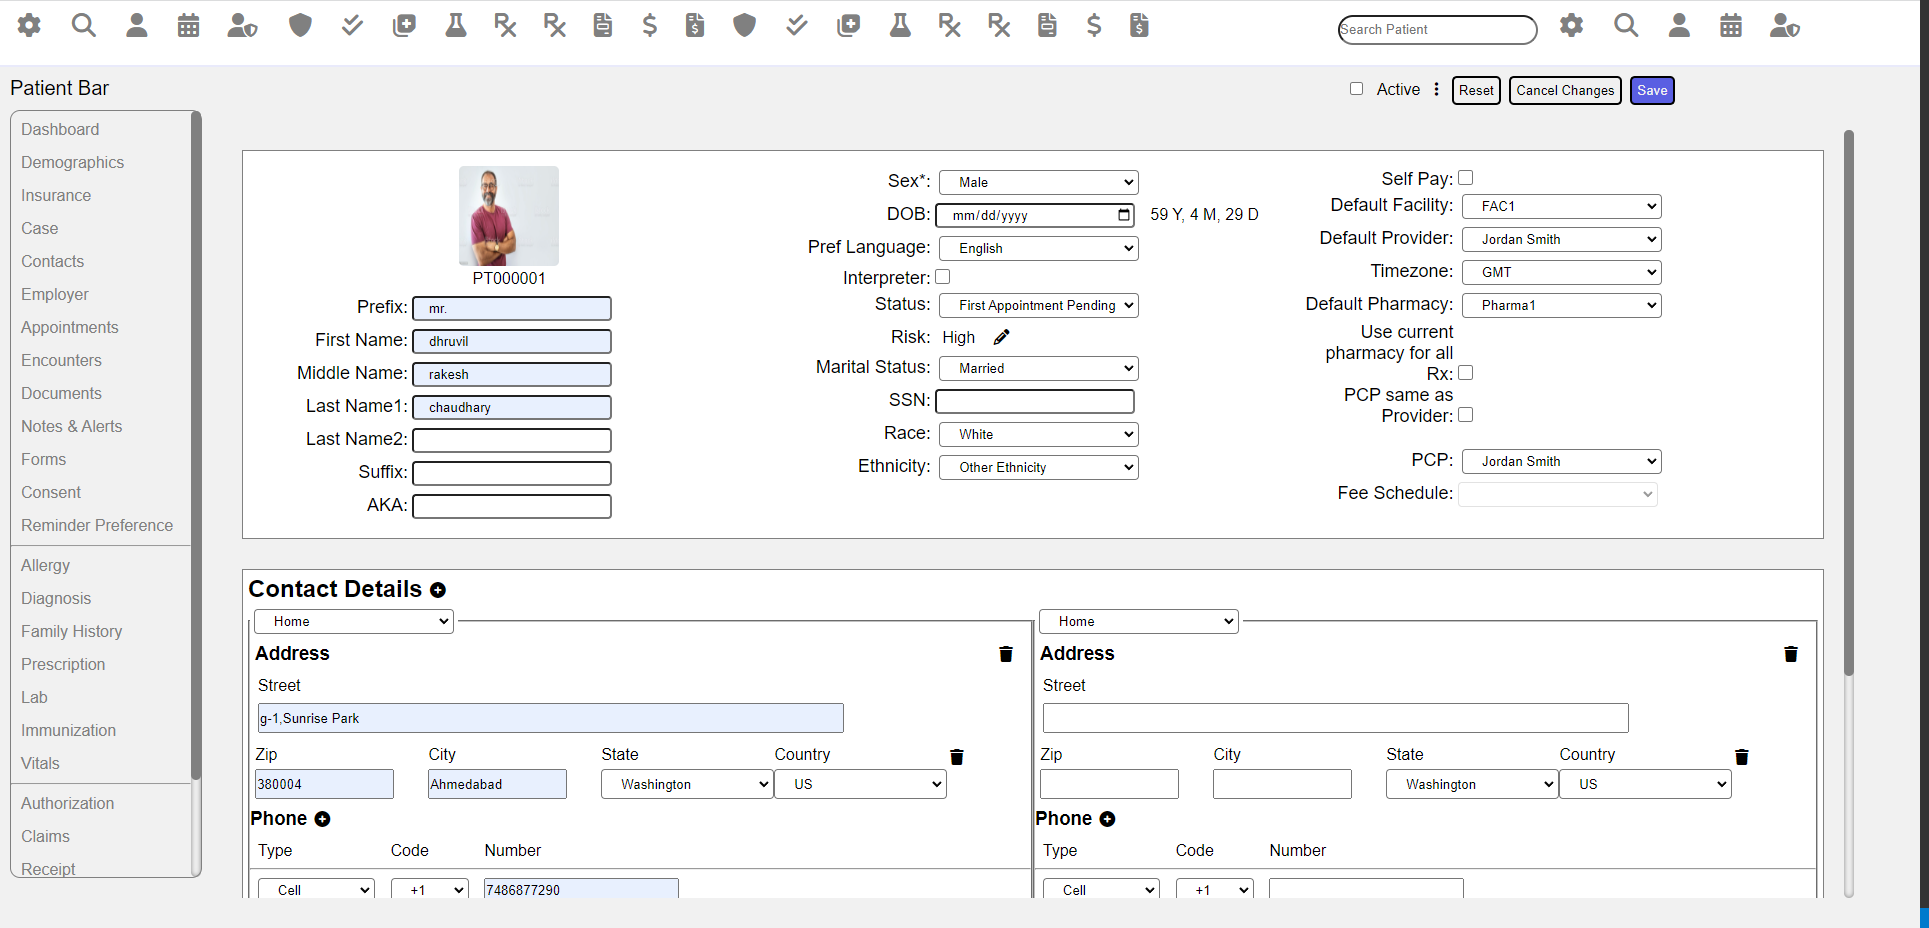 Search Patient
Patient Bar
Active
Reset
Cancel Changes
Save
Dashboard
Demographics
Insurance
Case
Contacts
Employer
Appointments
Encounters
Documents
Notes & Alerts
Forms
Consent
Reminder Preference
Allergy
Diagnosis
Family History
Prescription
Lab
Immunization
Vitals
Authorization
Claims
Receipt
PT000001
Prefix: mr.
First Name: dhruvil
Middle Name: rakesh
Last Name1: chaudhary
Last Name2:
Suffix:
AKA:
Sex*: Male
DOB: mm/dd/yyyy 59 Y, 4 M, 29 D
Pref Language: English
Interpreter:
Status: First Appointment Pending
Risk: High
Marital Status: Married
SSN:
Race: White
Ethnicity: Other Ethnicity
Self Pay:
Default Facility: FAC1
Default Provider: Jordan Smith
Timezone: GMT
Default Pharmacy: Pharma1
Use current
pharmacy for all
Rx:
PCP same as
Provider:
PCP: Jordan Smith
Fee Schedule:
Contact Details
Home
Address
Street
g-1,Sunrise Park
Zip City State Country
380004 Ahmedabad Washington US
Phone
Type Code Number
Cell +1 7486877290
Home
Address
Street
Zip City State Country
Washington US
Phone
Type Code Number
Cell +1